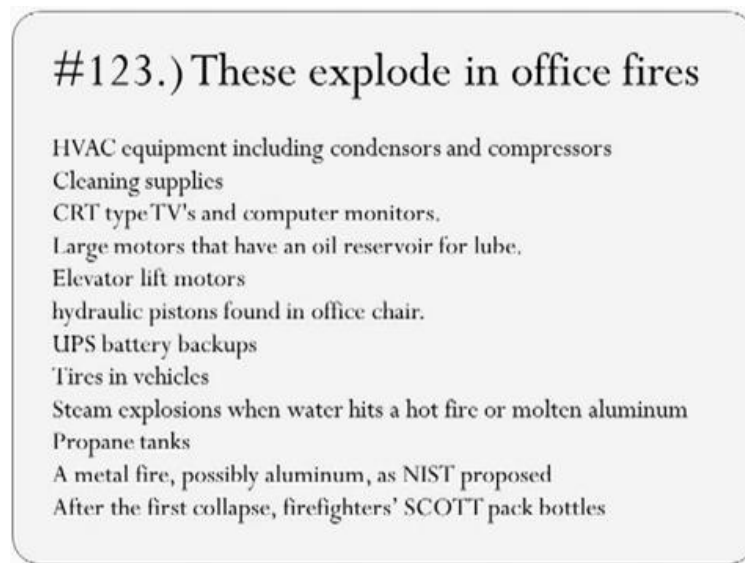 #123.) These explode in office fires
HVAC equipment including condensors and compressors
Cleaning supplies
CRT type TV's and computer monitors.
Large motors that have an oil reservoir for lube.
Elevator lift motors
hydraulic pistons found in office chair.
UPS battery backups
Tires in vehicles
Steam explosions when water hits a hot fire or molten aluminum
Propane tanks
A metal fire, possibly aluminum, as NIST proposed
After the first collapse, firefighters' SCOTT pack bottles